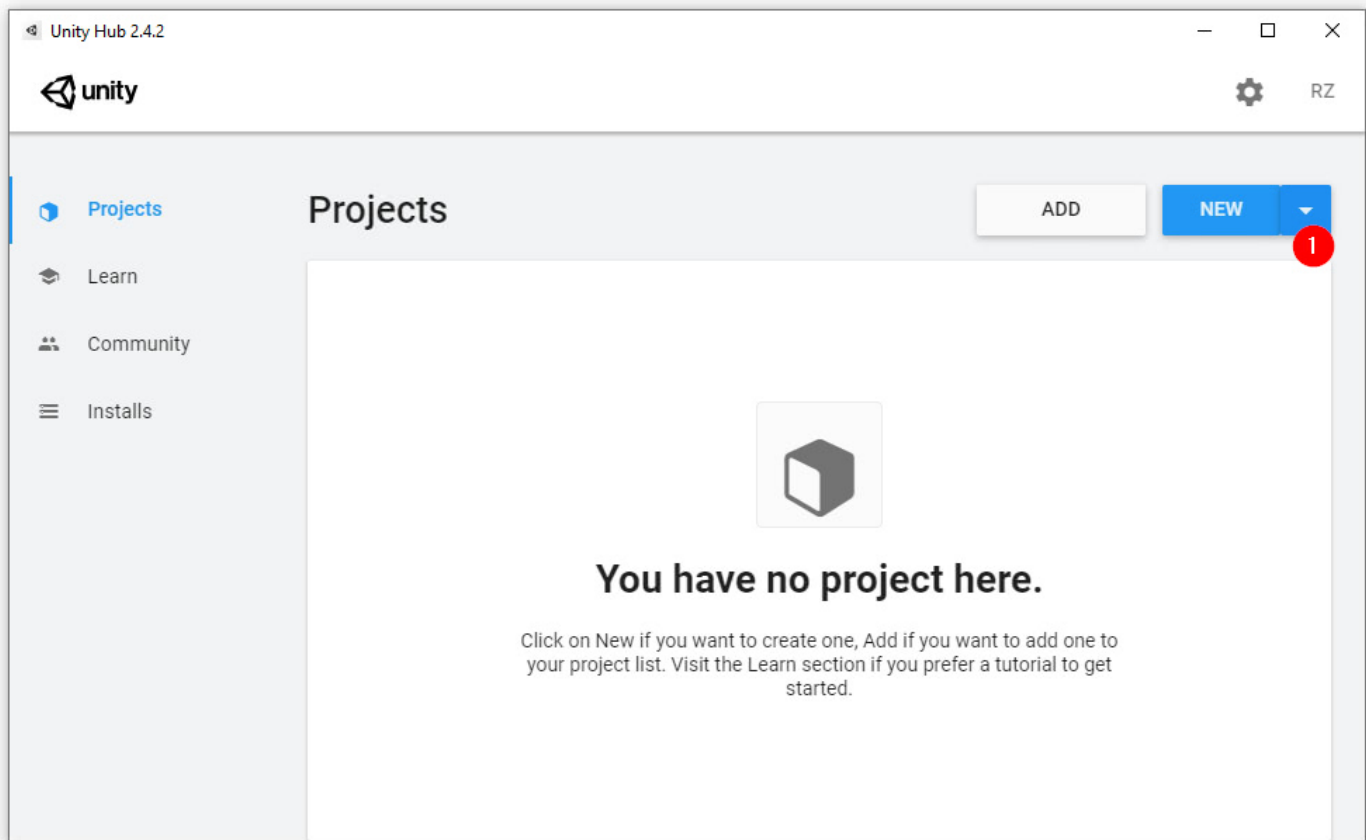 Unity Hub 2.4.2
unity
RZ
Projects
Learn
Community
Installs
Projects
ADD
NEW
1
You have no project here.
Click on New if you want to create one, Add if you want to add one to
your project list. Visit the Learn section if you prefer a tutorial to get
started.